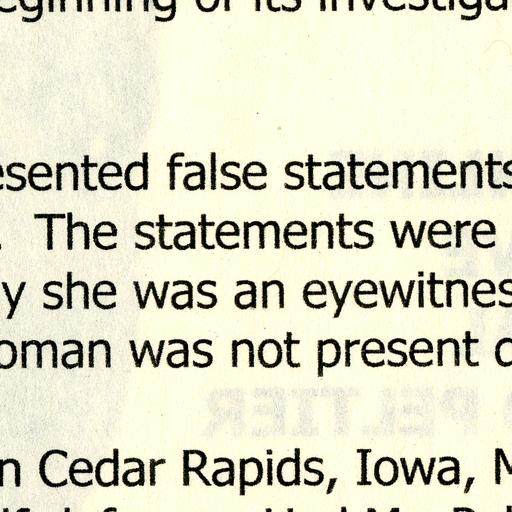 eginning of its investiga
esented false statements
. The statements were
y she was an eyewitnes
oman was not present o
PELTIER
n Cedar Rapids, Iowa, M